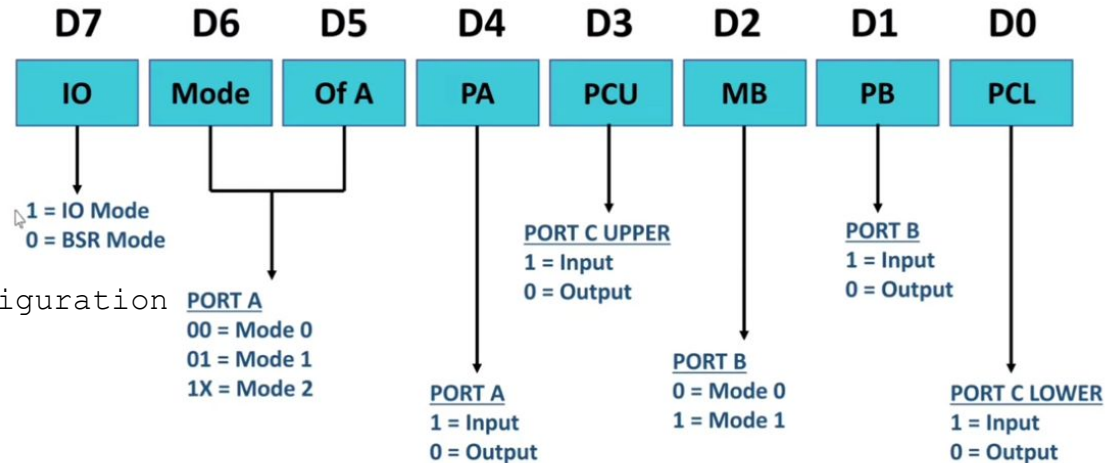 D7 D6 D5 D4 D3 D2 D1 D0
IO Mode Of A PA PCU MB PB PCL
1 = IO Mode
0 = BSR Mode
iguration
PORT A
00 = Mode 0
01 = Mode 1
1X = Mode 2
PORT A
1 = Input
0 = Output
PORT C UPPER
1 = Input
0 = Output
PORT B
0 = Mode 0
1 = Mode 1
PORT B
1 = Input
0 = Output
PORT C LOWER
1 = Input
0 = Output